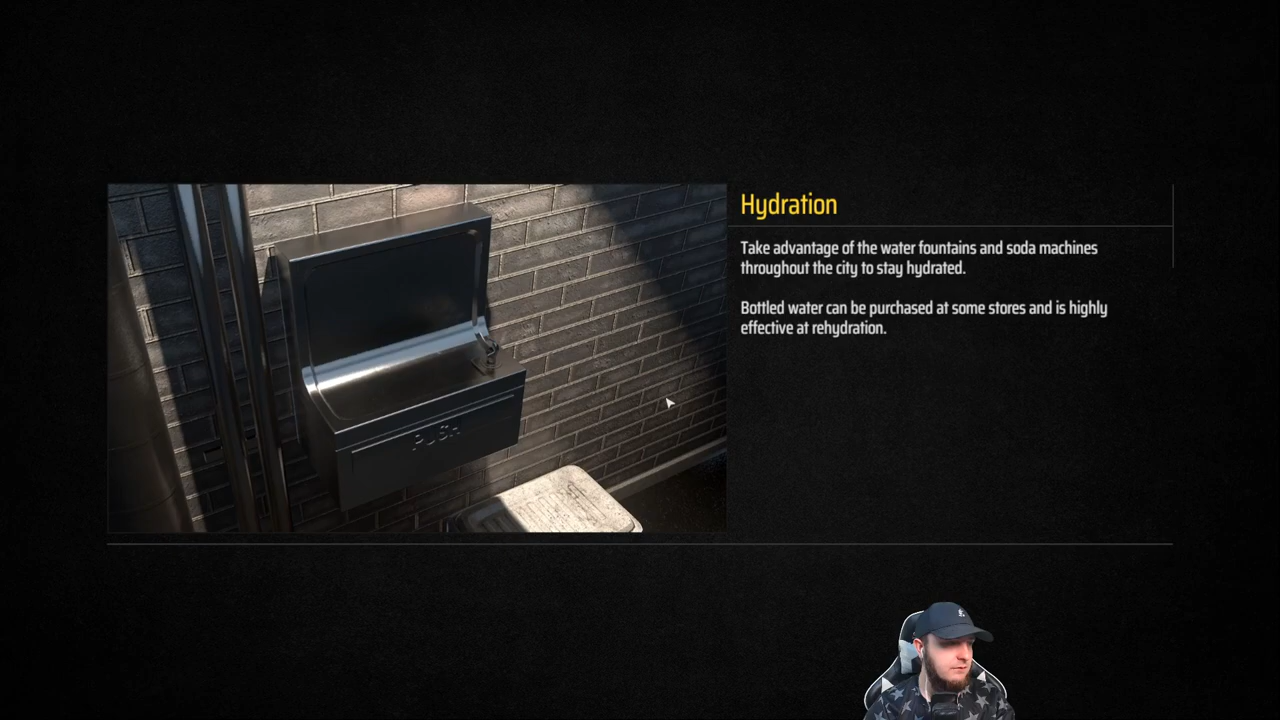 Hydration
Take advantage of the water fountains and soda machines
throughout the city to stay hydrated.
Bottled water can be purchased at some stores and is highly
effective at rehydration.
PUSH